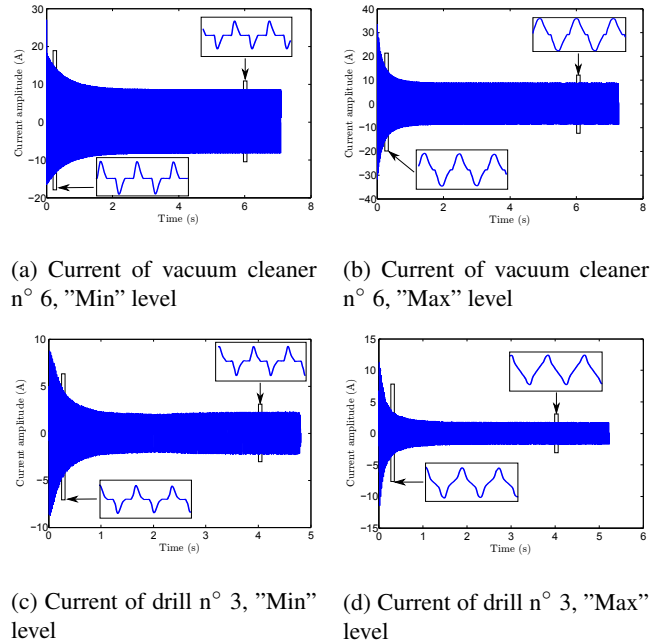 30
20
10
0
−10
−20
0 2 4 6 8
Time (s)
Current amplitude (A)
40
30
20
10
0
−10
−20
−30
−40
0 2 4 6 8
Time (s)
Current amplitude (A)
(a) Current of vacuum cleaner
n° 6, ”Min” level
(b) Current of vacuum cleaner
n° 6, ”Max” level
10
5
0
−5
−10
0 1 2 3 4 5
Time (s)
Current amplitude (A)
15
10
5
0
−5
−10
−15
0 1 2 3 4 5 6
Time (s)
Current amplitude (A)
(c) Current of drill n° 3, ”Min”
level
(d) Current of drill n° 3, ”Max”
level